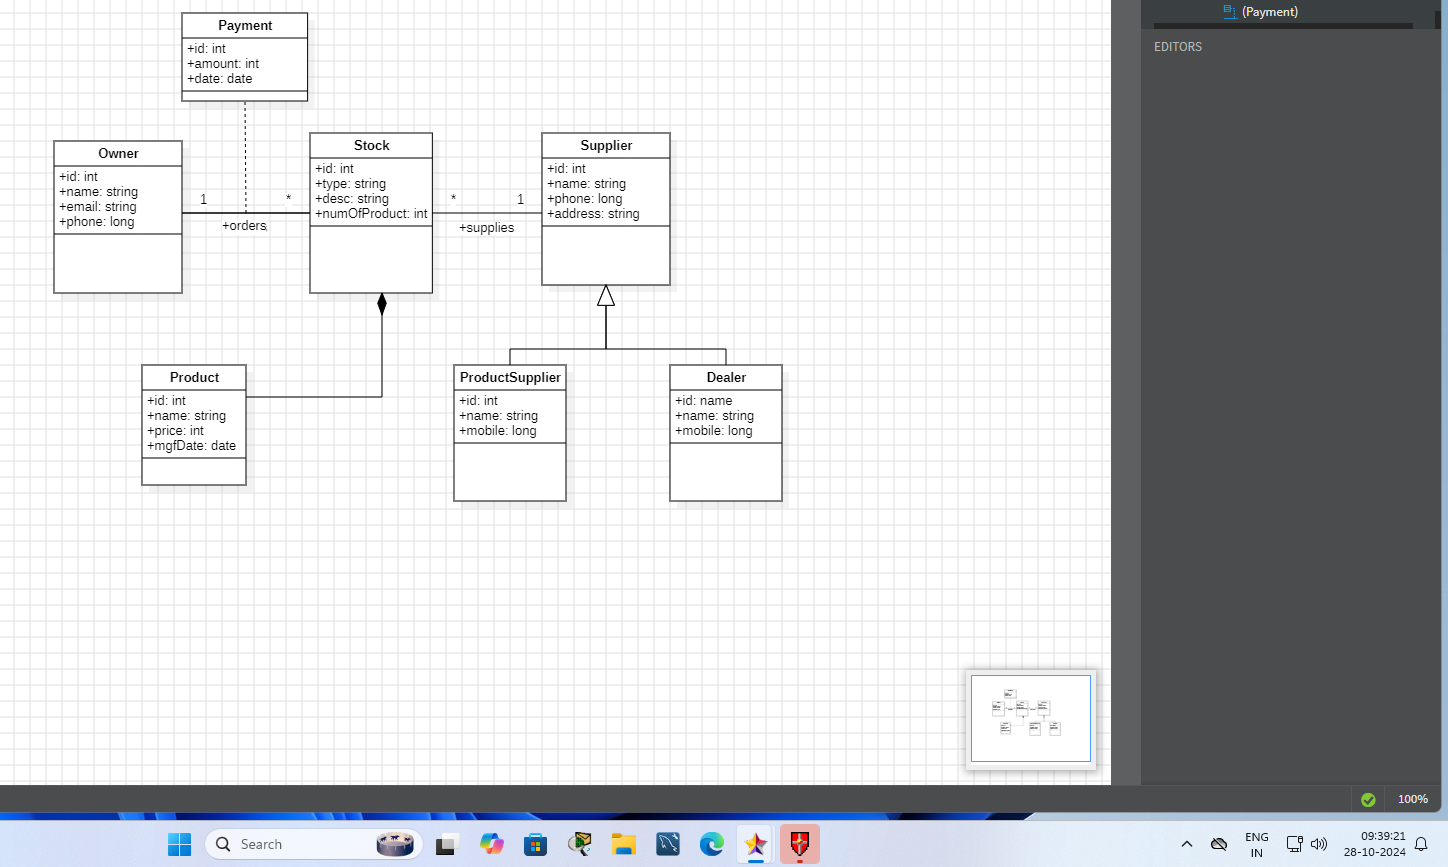 Payment
+id: int
+amount: int
+date: date
Owner
+id: int
+name: string
+email: string
+phone: long
1
*
+orders
Stock
+id: int
+type: string
+desc: string
+numOfProduct: int
*
1
+supplies
Supplier
+id: int
+name: string
+phone: long
+address: string
Product
+id: int
+name: string
+price: int
+mgfDate: date
ProductSupplier
+id: int
+name: string
+mobile: long
Dealer
+id: name
+name: string
+mobile: long
(Payment)
EDITORS
100%
Search
ENG
IN
09:39:21
28-10-2024